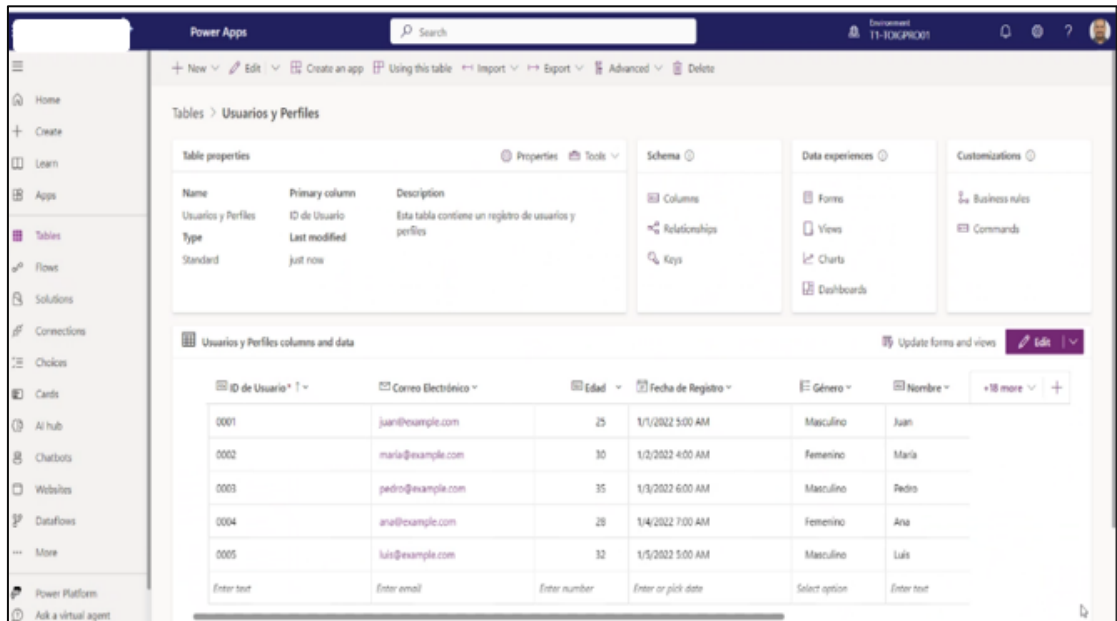 Power Apps
Search
Environment
T1-TOIGPRO01
?
New Edit Create an app Using this table Import Export Advanced Delete
Home
Create
Learn
Apps
Tables
Flows
Solutions
Connections
Choices
Cards
AI hub
Chatbots
Websites
Dataflows
More
Power Platform
Ask a virtual agent
Tables > Usuarios y Perfiles
Table properties Properties Tools
Name Primary column Description
Usuarios y Perfiles ID de Usuario Esta tabla contiene un registro de usuarios y
perfiles
Type Last modified
Standard just now
Schema
Columns
Relationships
Keys
Data experiences
Forms
Views
Charts
Dashboards
Customizations
Business rules
Commands
Usuarios y Perfiles columns and data Update forms and views Edit
ID de Usuario* Correo Electrónico Edad Fecha de Registro Género Nombre +18 more +
0001 juan@example.com 25 1/1/2022 5:00 AM Masculino Juan
0002 maria@example.com 30 1/2/2022 4:00 AM Femenino María
0003 pedro@example.com 35 1/3/2022 6:00 AM Masculino Pedro
0004 ana@example.com 28 1/4/2022 7:00 AM Femenino Ana
0005 luis@example.com 32 1/5/2022 5:00 AM Masculino Luis
Enter text Enter email Enter number Enter or pick date Select option Enter text